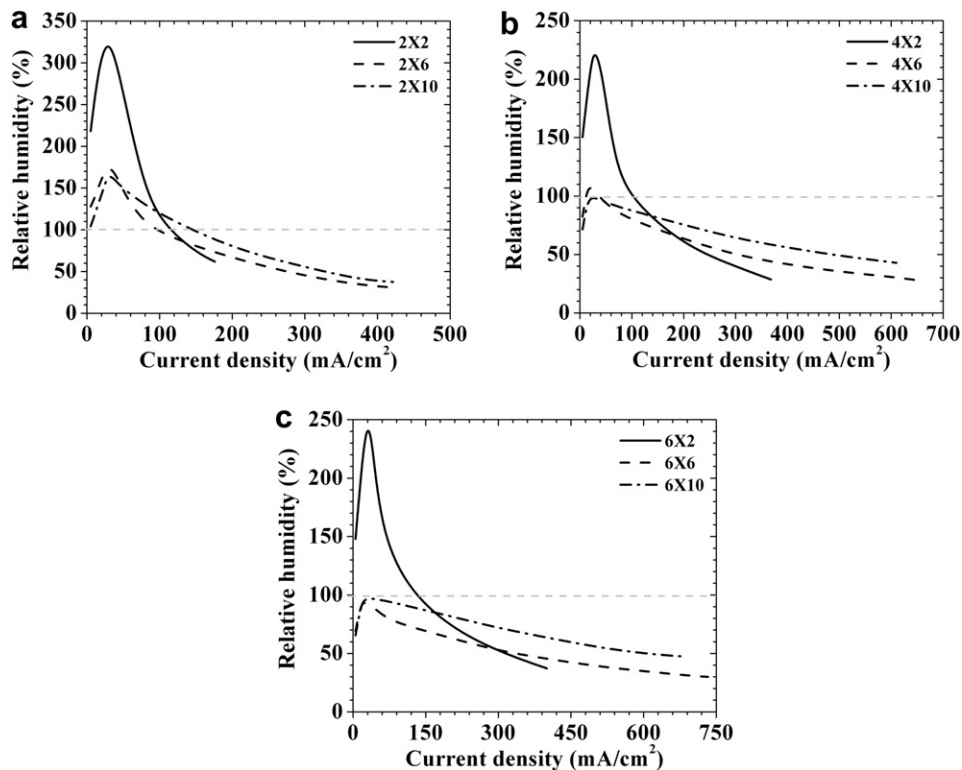 a
350
300
250
200
150
100
50
0
Relative humidity (%)
2X2
2X6
2X10
0 100 200 300 400 500
Current density (mA/cm²)
b
250
200
150
100
50
0
Relative humidity (%)
4X2
4X6
4X10
0 100 200 300 400 500 600 700
Current density (mA/cm²)
c
250
200
150
100
50
0
Relative humidity (%)
6X2
6X6
6X10
0 150 300 450 600 750
Current density (mA/cm²)